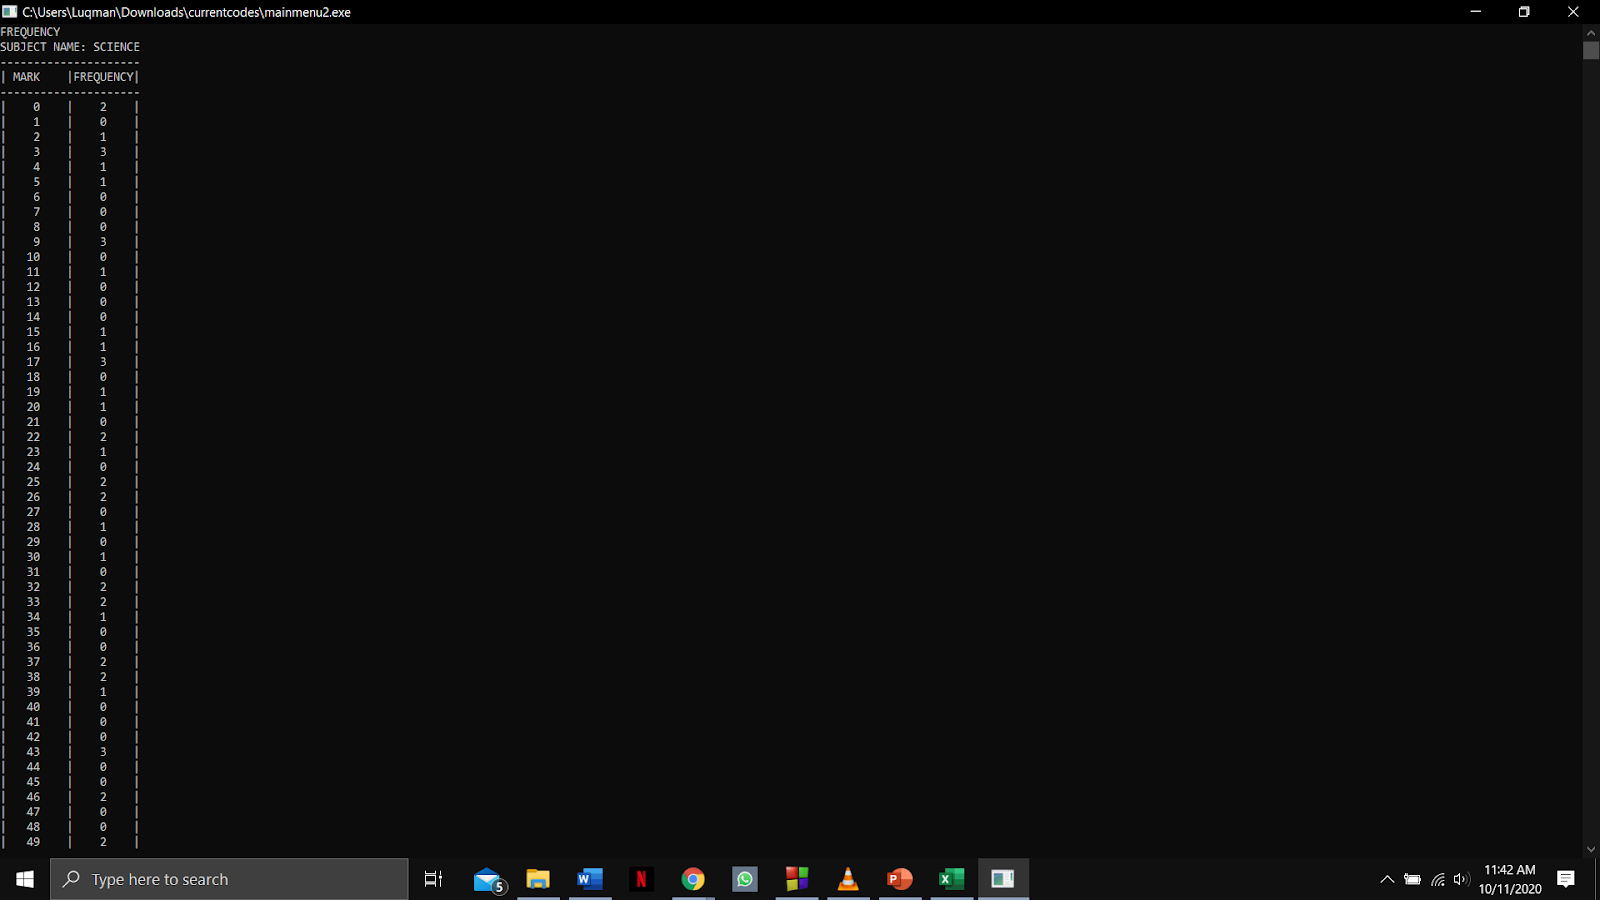 C:\Users\Luqman\Downloads\currentcodes\mainmenu2.exe
FREQUENCY
SUBJECT NAME: SCIENCE
---------------------
| MARK    |FREQUENCY|
---------------------
|    0    |    2    |
|    1    |    0    |
|    2    |    1    |
|    3    |    3    |
|    4    |    1    |
|    5    |    1    |
|    6    |    0    |
|    7    |    0    |
|    8    |    0    |
|    9    |    3    |
|   10    |    0    |
|   11    |    1    |
|   12    |    0    |
|   13    |    0    |
|   14    |    0    |
|   15    |    1    |
|   16    |    1    |
|   17    |    3    |
|   18    |    0    |
|   19    |    1    |
|   20    |    1    |
|   21    |    0    |
|   22    |    2    |
|   23    |    1    |
|   24    |    0    |
|   25    |    2    |
|   26    |    2    |
|   27    |    0    |
|   28    |    1    |
|   29    |    0    |
|   30    |    1    |
|   31    |    0    |
|   32    |    2    |
|   33    |    2    |
|   34    |    1    |
|   35    |    0    |
|   36    |    0    |
|   37    |    2    |
|   38    |    2    |
|   39    |    1    |
|   40    |    0    |
|   41    |    0    |
|   42    |    0    |
|   43    |    3    |
|   44    |    0    |
|   45    |    0    |
|   46    |    2    |
|   47    |    0    |
|   48    |    0    |
|   49    |    2    |
Type here to search
5
W
N
P
X
11:42 AM
10/11/2020